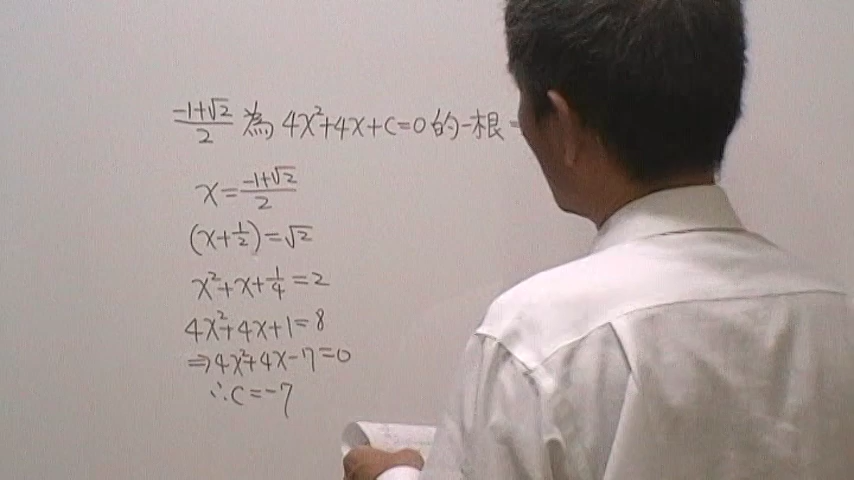 (-1+√2)/2 為 4x²+4x+c=0 的一根
x = (-1+√2)/2
(x+1/2)=√2
x²+x+1/4=2
4x²+4x+1=8
⇒4x²+4x-7=0
∴c=-7